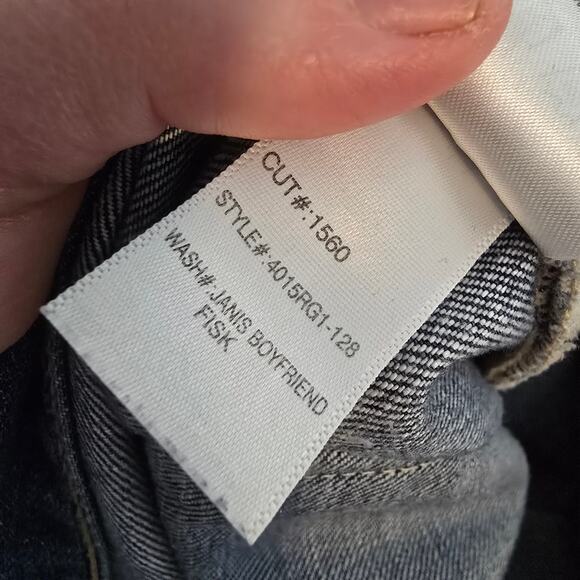 CUT#:1560
STYLE#:4015RG1-128
WASH#:JANIS BOYFRIEND
FISK